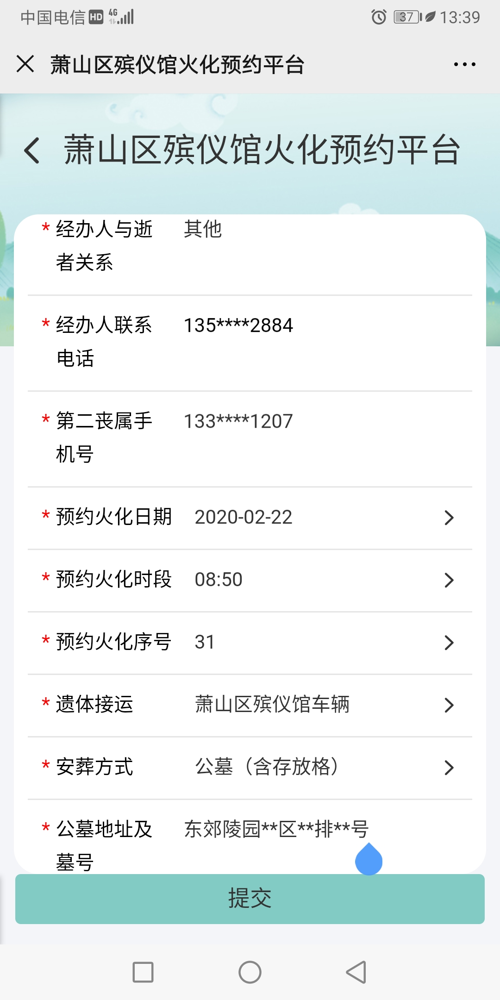 中国电信 HD 4G 37 13:39
萧山区殡仪馆火化预约平台
萧山区殡仪馆火化预约平台
* 经办人与逝 其他
者关系
* 经办人联系 135****2884
电话
* 第二丧属手 133****1207
机号
* 预约火化日期 2020-02-22
* 预约火化时段 08:50
* 预约火化序号 31
* 遗体接运 萧山区殡仪馆车辆
* 安葬方式 公墓（含存放格）
* 公墓地址及 东郊陵园**区**排**号
墓号
提交